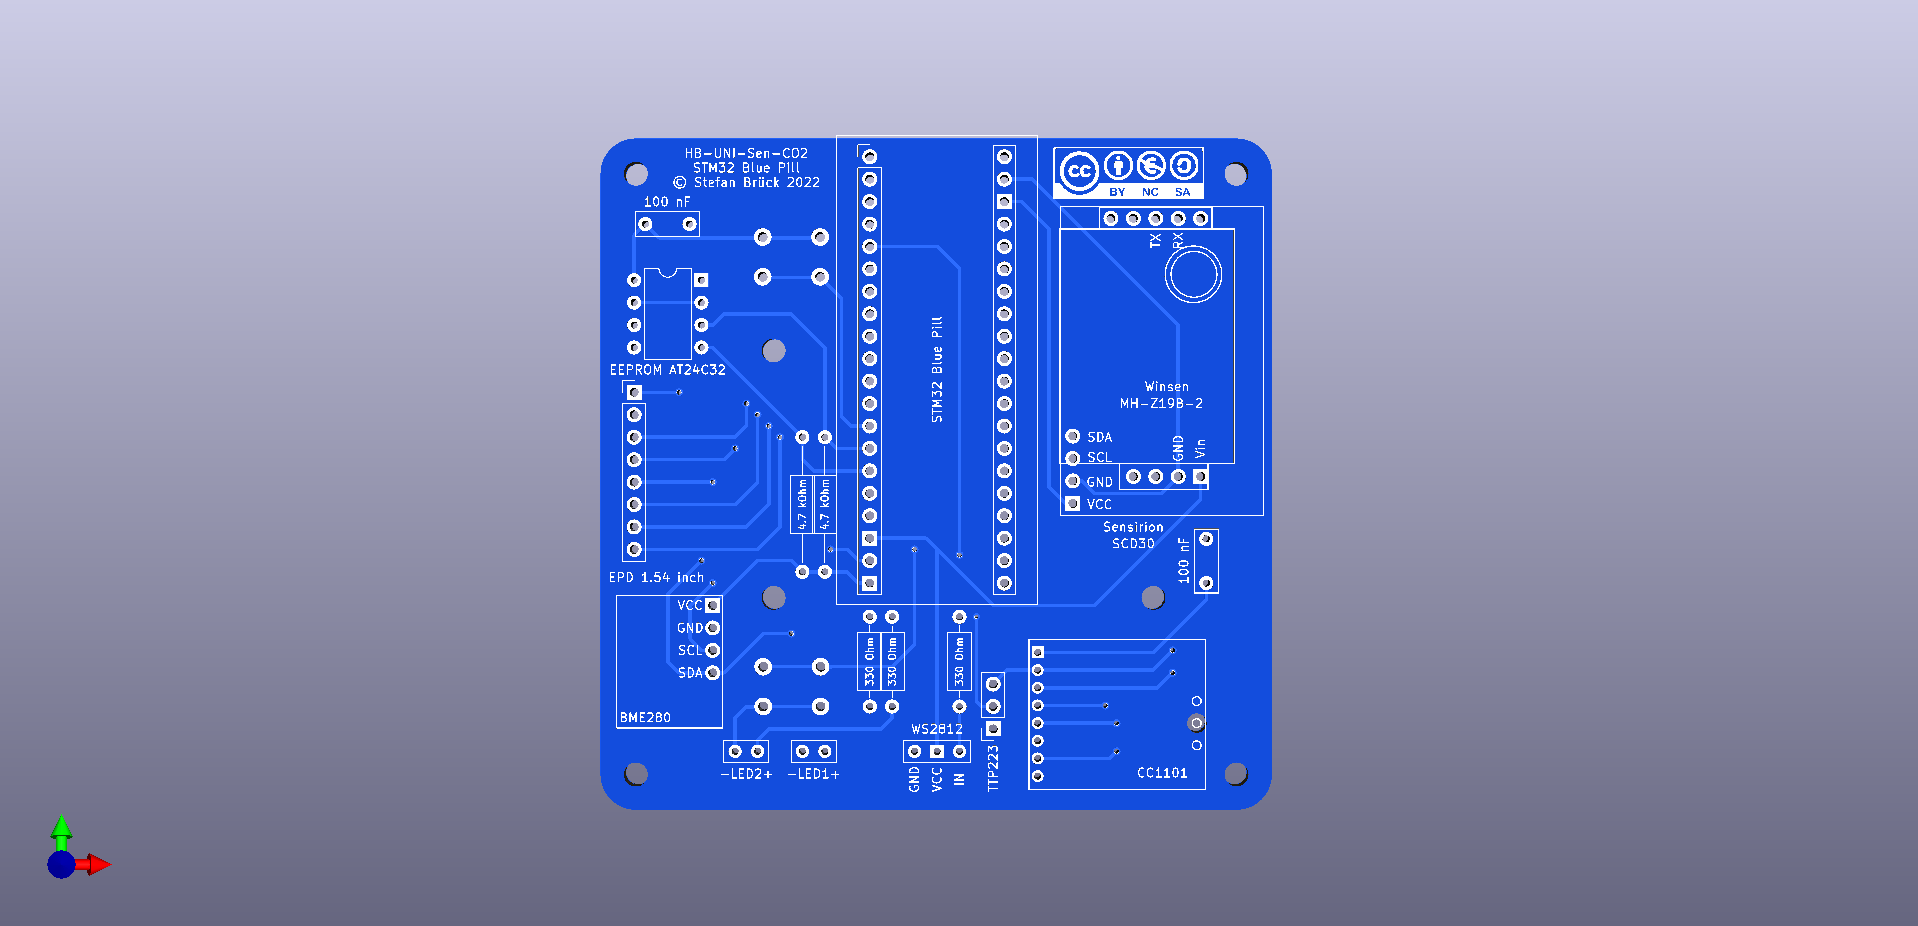 HB-UNI-Sen-CO2
STM32 Blue Pill
© Stefan Brück 2022
100 nF
cc
BY NC SA
TX
RX
EEPROM AT24C32
STM32 Blue Pill
Winsen
MH-Z19B-2
SDA
SCL
GND
VCC
GND
Vin
4.7 kOhm
4.7 kOhm
Sensirion
SCD30
100 nF
EPD 1.54 inch
VCC
GND
SCL
SDA
BME280
330 Ohm
330 Ohm
330 Ohm
WS2812
-LED2+
-LED1+
GND
VCC
IN
TTP223
CC1101